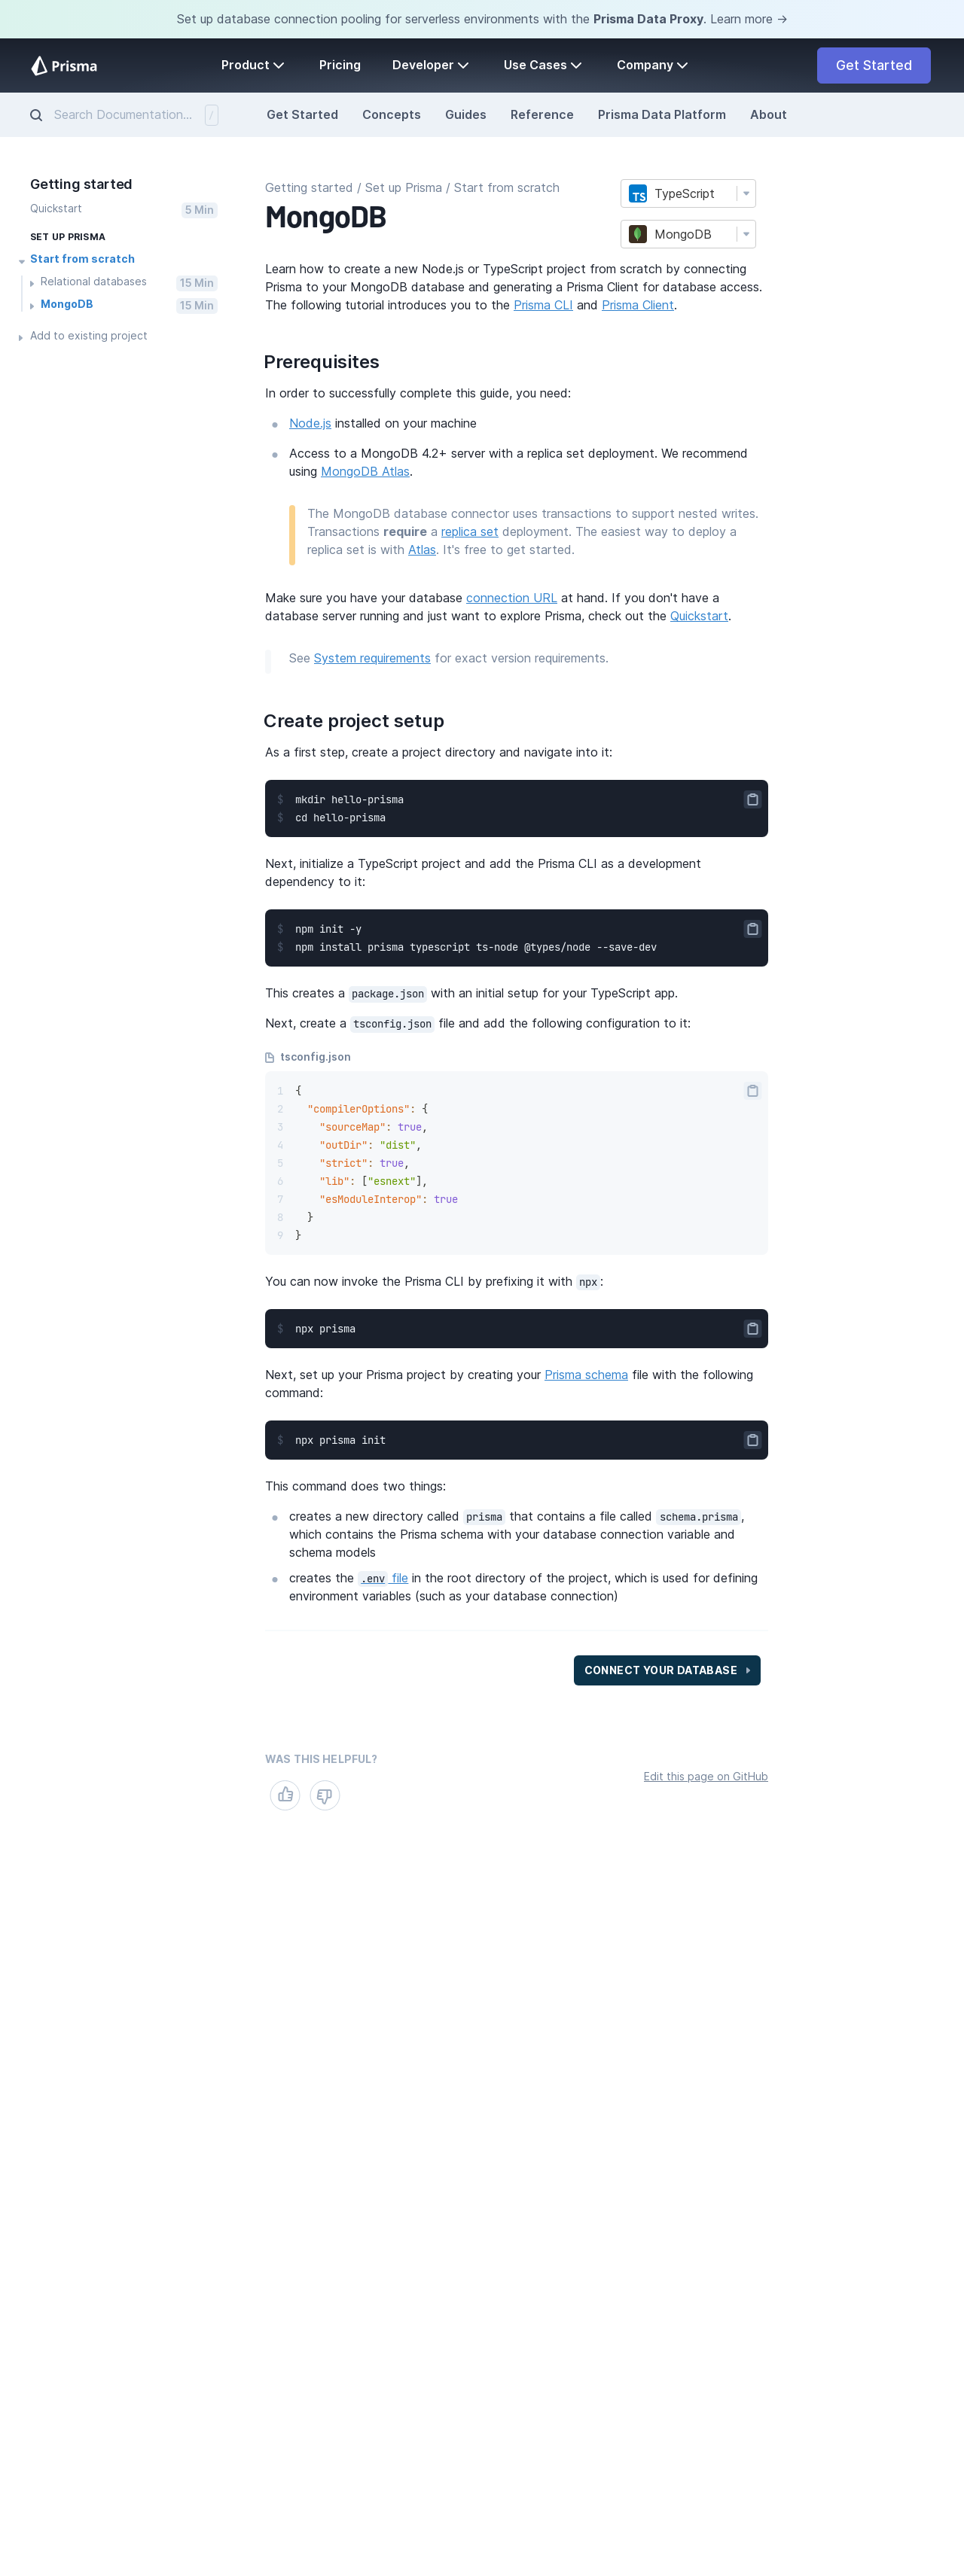 Set up database connection pooling for serverless environments with the Prisma Data Proxy. Learn more →
Prisma
Product
Pricing
Developer
Use Cases
Company
Get Started
Search Documentation...
/
Get Started
Concepts
Guides
Reference
Prisma Data Platform
About
Getting started
Quickstart
5 Min
SET UP PRISMA
Start from scratch
Relational databases
15 Min
MongoDB
15 Min
Add to existing project
Getting started / Set up Prisma / Start from scratch
MongoDB
TS
TypeScript
MongoDB
Learn how to create a new Node.js or TypeScript project from scratch by connecting
Prisma to your MongoDB database and generating a Prisma Client for database access.
The following tutorial introduces you to the Prisma CLI and Prisma Client.
Prerequisites
In order to successfully complete this guide, you need:
Node.js installed on your machine
Access to a MongoDB 4.2+ server with a replica set deployment. We recommend
using MongoDB Atlas.
The MongoDB database connector uses transactions to support nested writes.
Transactions require a replica set deployment. The easiest way to deploy a
replica set is with Atlas. It's free to get started.
Make sure you have your database connection URL at hand. If you don't have a
database server running and just want to explore Prisma, check out the Quickstart.
See System requirements for exact version requirements.
Create project setup
As a first step, create a project directory and navigate into it:
$ mkdir hello-prisma
$ cd hello-prisma
Next, initialize a TypeScript project and add the Prisma CLI as a development
dependency to it:
$ npm init -y
$ npm install prisma typescript ts-node @types/node --save-dev
This creates a package.json with an initial setup for your TypeScript app.
Next, create a tsconfig.json file and add the following configuration to it:
tsconfig.json
1 {
2   "compilerOptions": {
3     "sourceMap": true,
4     "outDir": "dist",
5     "strict": true,
6     "lib": ["esnext"],
7     "esModuleInterop": true
8   }
9 }
You can now invoke the Prisma CLI by prefixing it with npx:
$ npx prisma
Next, set up your Prisma project by creating your Prisma schema file with the following
command:
$ npx prisma init
This command does two things:
creates a new directory called prisma that contains a file called schema.prisma,
which contains the Prisma schema with your database connection variable and
schema models
creates the .env file in the root directory of the project, which is used for defining
environment variables (such as your database connection)
CONNECT YOUR DATABASE
WAS THIS HELPFUL?
Edit this page on GitHub